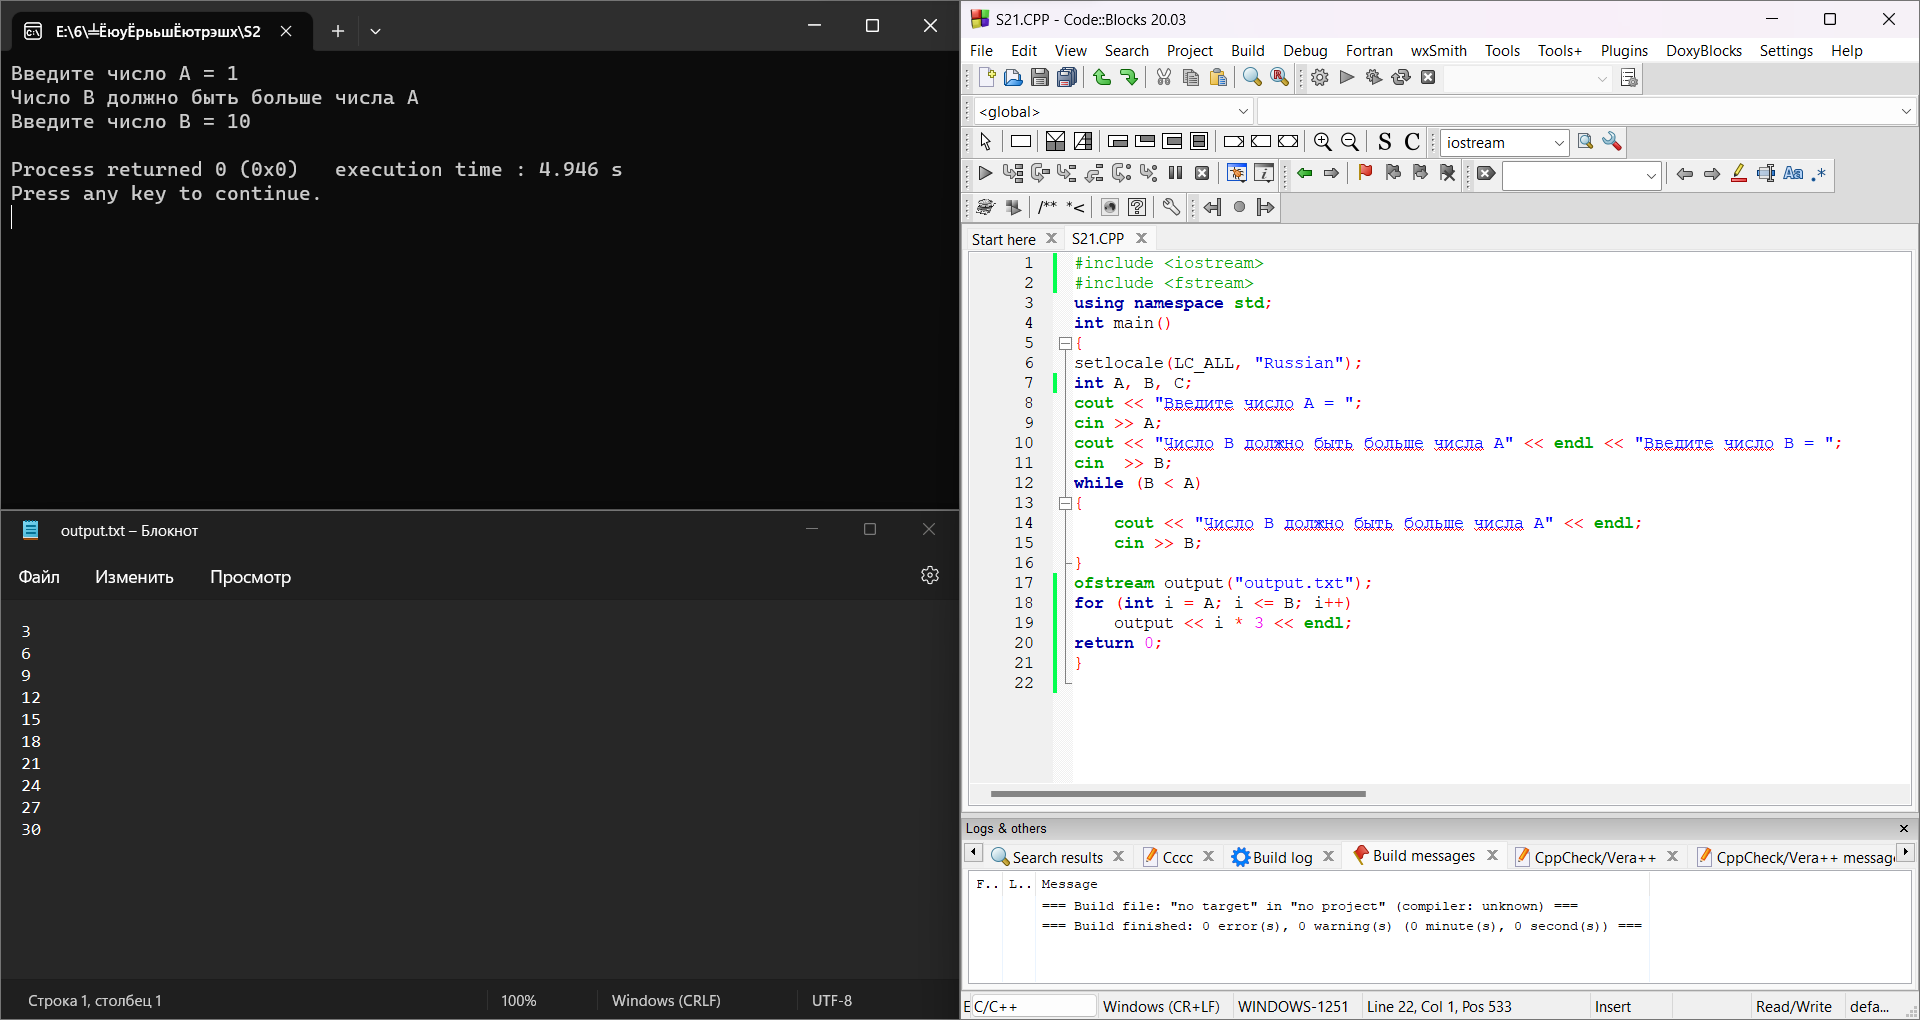 E:\6\╧ЁюуЁрьшЁютрэшх\S2
Введите число A = 1
Число B должно быть больше числа A
Введите число B = 10
Process returned 0 (0x0)   execution time : 4.946 s
Press any key to continue.
output.txt – Блокнот
Файл Изменить Просмотр
3
6
9
12
15
18
21
24
27
30
Строка 1, столбец 1 100% Windows (CRLF) UTF-8
S21.CPP - Code::Blocks 20.03
File Edit View Search Project Build Debug Fortran wxSmith Tools Tools+ Plugins DoxyBlocks Settings Help
<global>
S C iostream
Aa .*
/** *<
Start here S21.CPP
1 #include <iostream>
2 #include <fstream>
3 using namespace std;
4 int main()
5 {
6 setlocale(LC_ALL, "Russian");
7 int A, B, C;
8 cout << "Введите число A = ";
9 cin >> A;
10 cout << "Число B должно быть больше числа A" << endl << "Введите число B = ";
11 cin  >> B;
12 while (B < A)
13 {
14     cout << "Число B должно быть больше числа A" << endl;
15     cin >> B;
16 }
17 ofstream output("output.txt");
18 for (int i = A; i <= B; i++)
19     output << i * 3 << endl;
20 return 0;
21 }
22
Logs & others
Search results Cccc Build log Build messages CppCheck/Vera++ CppCheck/Vera++ messag
F.. L.. Message
=== Build file: "no target" in "no project" (compiler: unknown) ===
=== Build finished: 0 error(s), 0 warning(s) (0 minute(s), 0 second(s)) ===
E C/C++ Windows (CR+LF) WINDOWS-1251 Line 22, Col 1, Pos 533 Insert Read/Write defa...